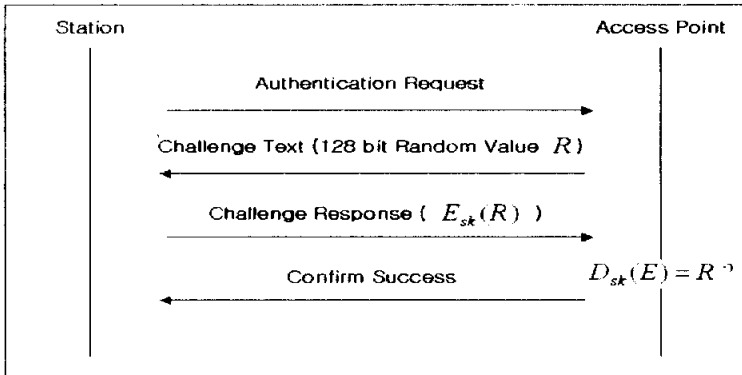 Station
Access Point
Authentication Request
Challenge Text (128 bit Random Value R)
Challenge Response ( E_sk(R) )
D_sk(E) = R ?
Confirm Success